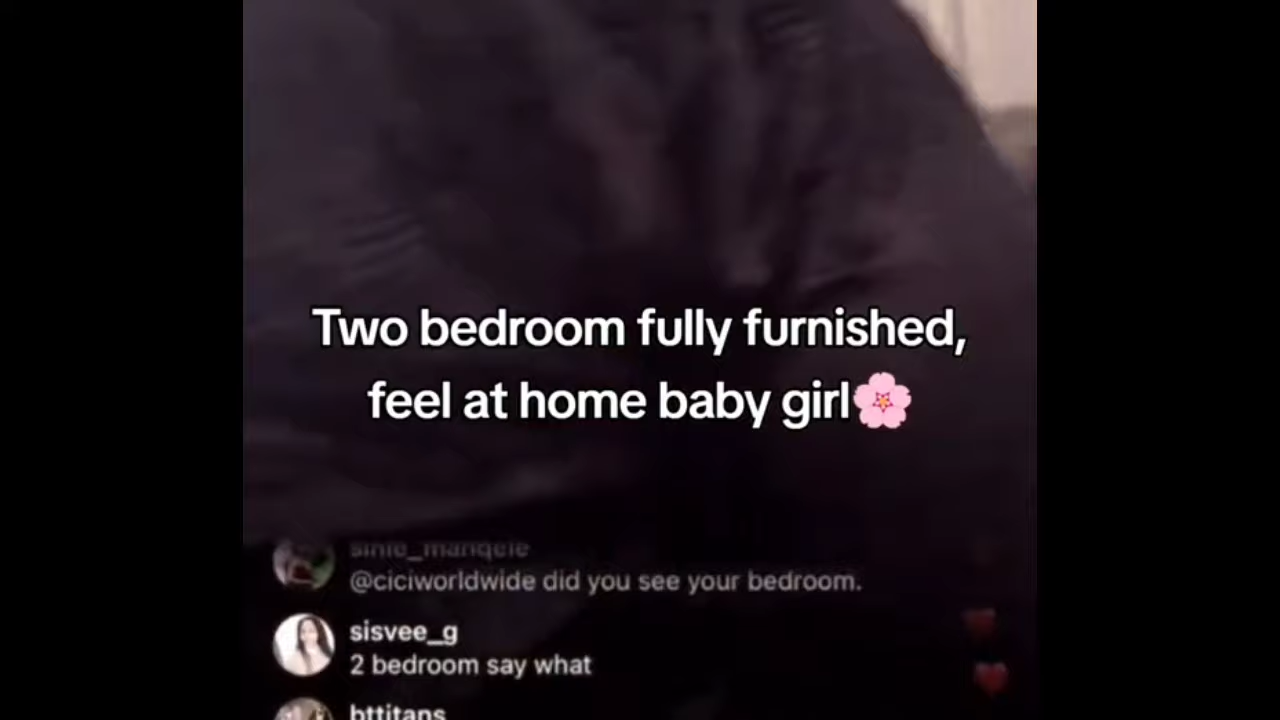 Two bedroom fully furnished,
feel at home baby girl🌸
@ciciworldwide did you see your bedroom.
sisvee_g
2 bedroom say what
bttitans